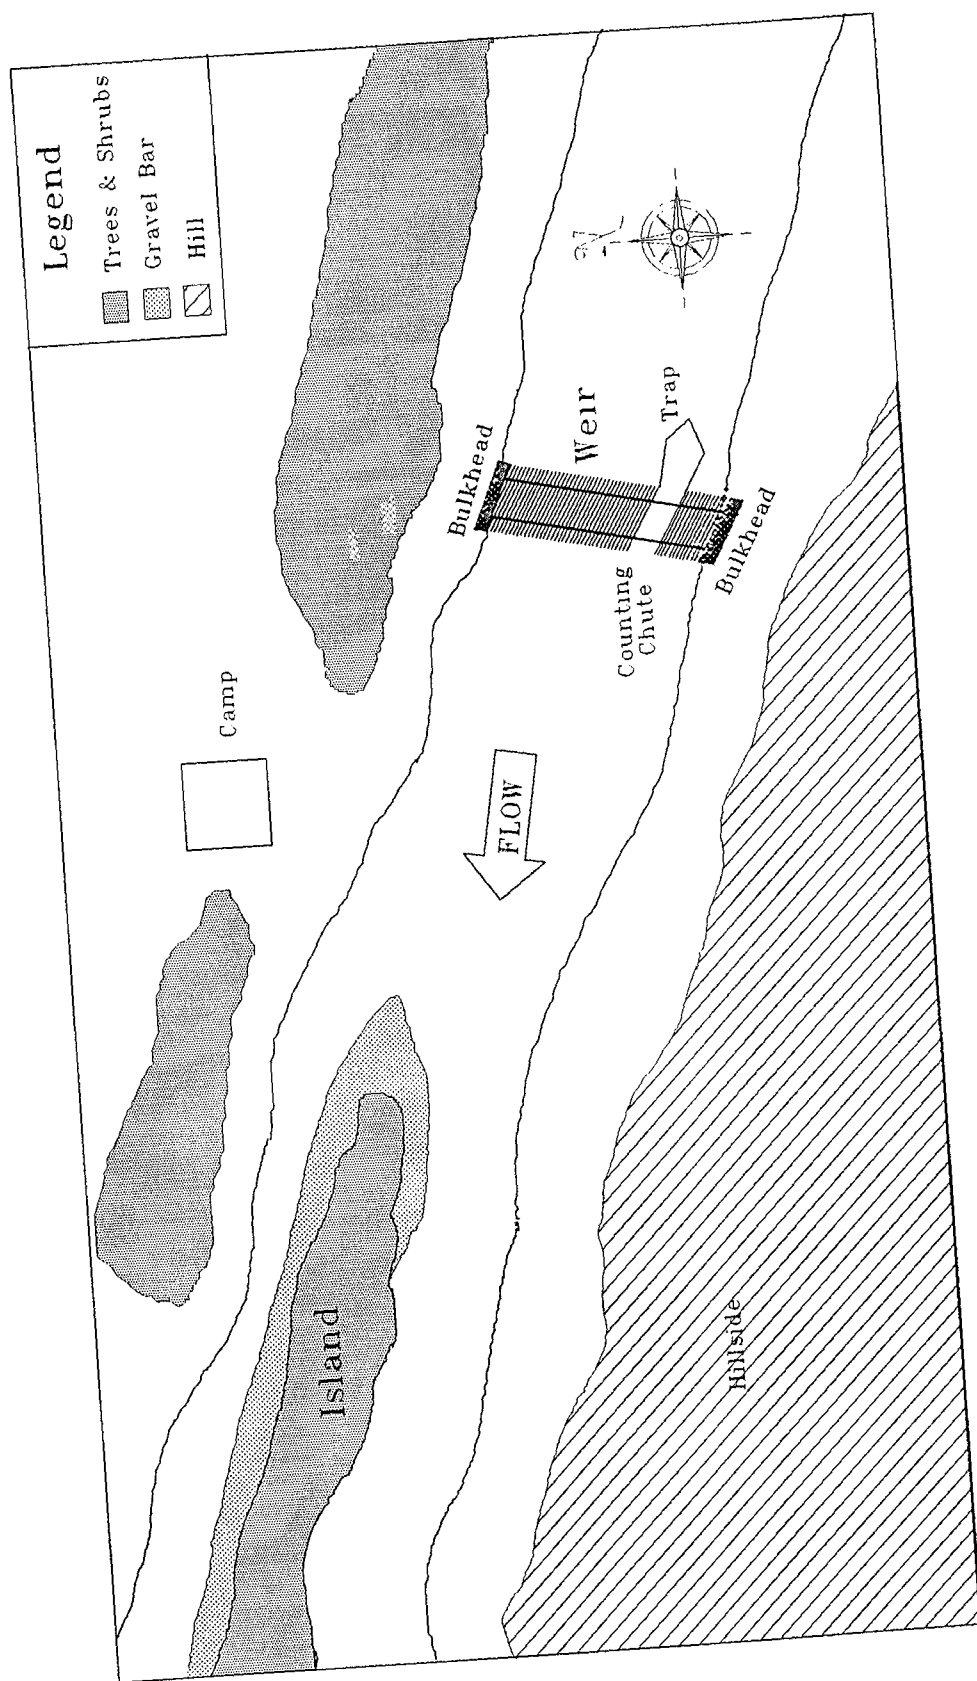 Legend
Trees & Shrubs
Gravel Bar
Hill
Camp
Bulkhead
Weir
Trap
Counting
Chute
Bulkhead
FLOW
Island
Hillside